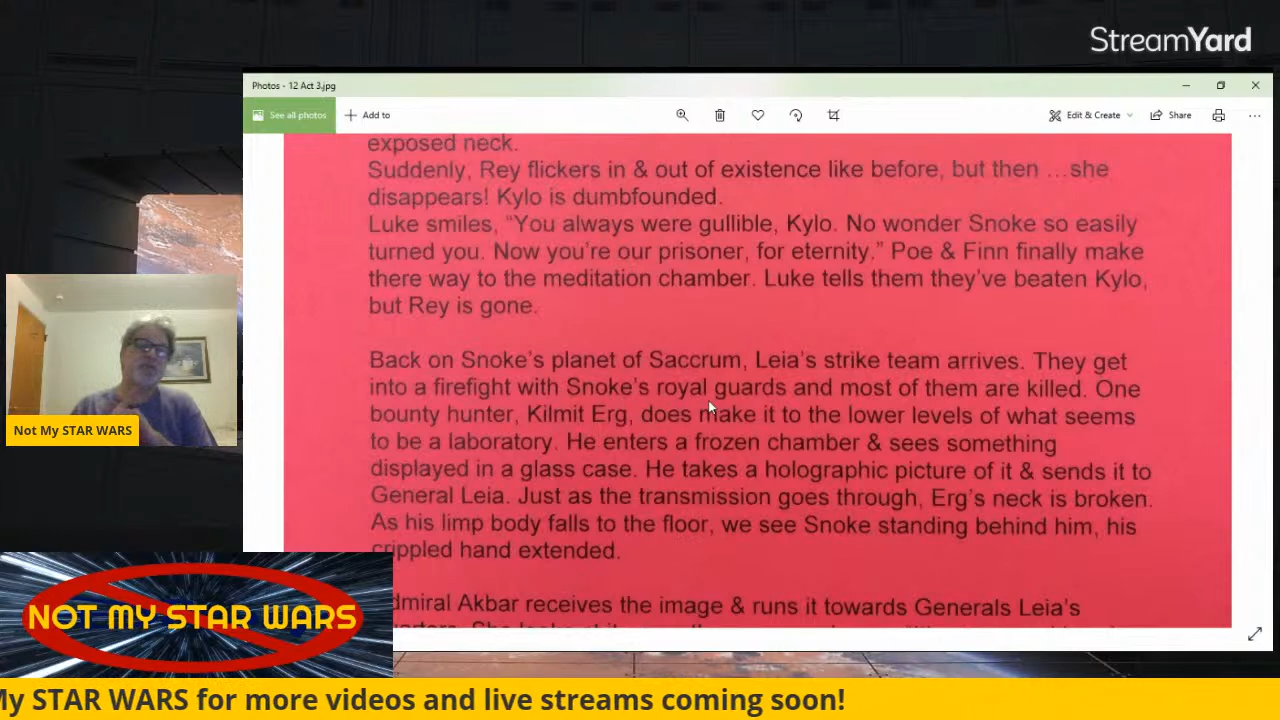 StreamYard
Photos - 12 Act 3.jpg
See all photos
Add to
Edit & Create
Share
exposed neck.
Suddenly, Rey flickers in & out of existence like before, but then ...she
disappears! Kylo is dumbfounded.
Luke smiles, “You always were gullible, Kylo. No wonder Snoke so easily
turned you. Now you're our prisoner, for eternity.” Poe & Finn finally make
there way to the meditation chamber. Luke tells them they've beaten Kylo,
but Rey is gone.
Back on Snoke's planet of Saccrum, Leia's strike team arrives. They get
into a firefight with Snoke's royal guards and most of them are killed. One
bounty hunter, Kilmit Erg, does make it to the lower levels of what seems
to be a laboratory. He enters a frozen chamber & sees something
displayed in a glass case. He takes a holographic picture of it & sends it to
General Leia. Just as the transmission goes through, Erg's neck is broken.
As his limp body falls to the floor, we see Snoke standing behind him, his
crippled hand extended.
dmiral Akbar receives the image & runs it towards Generals Leia's
Not My STAR WARS
NOT MY STAR WARS
My STAR WARS for more videos and live streams coming soon!